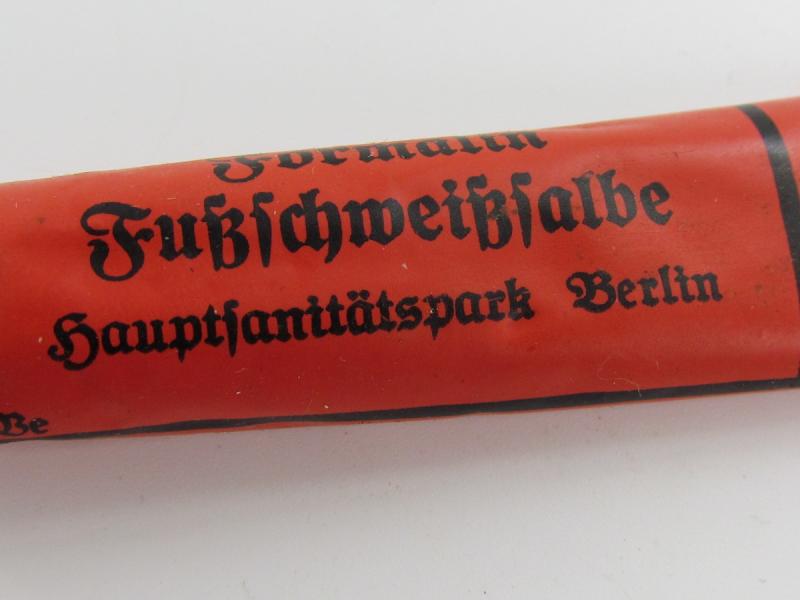 Formalin
Fußſchweißſalbe
Hauptſanitätspark Berlin